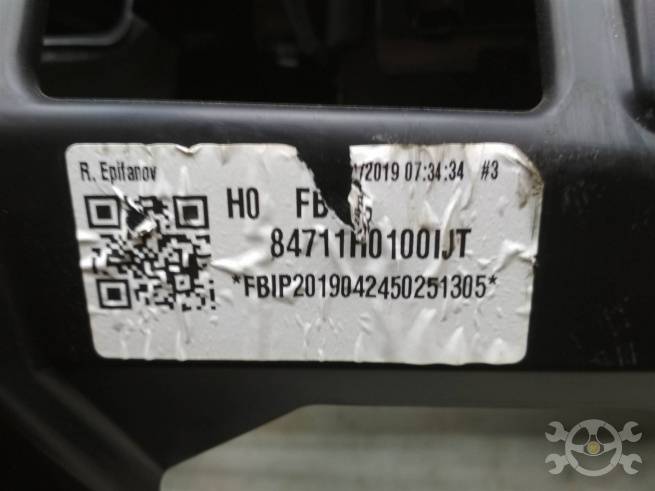 R. Epifanov /2019 07:34:34 #3
H0 FB
84711H0100IJT
*FBIP2019042450251305*